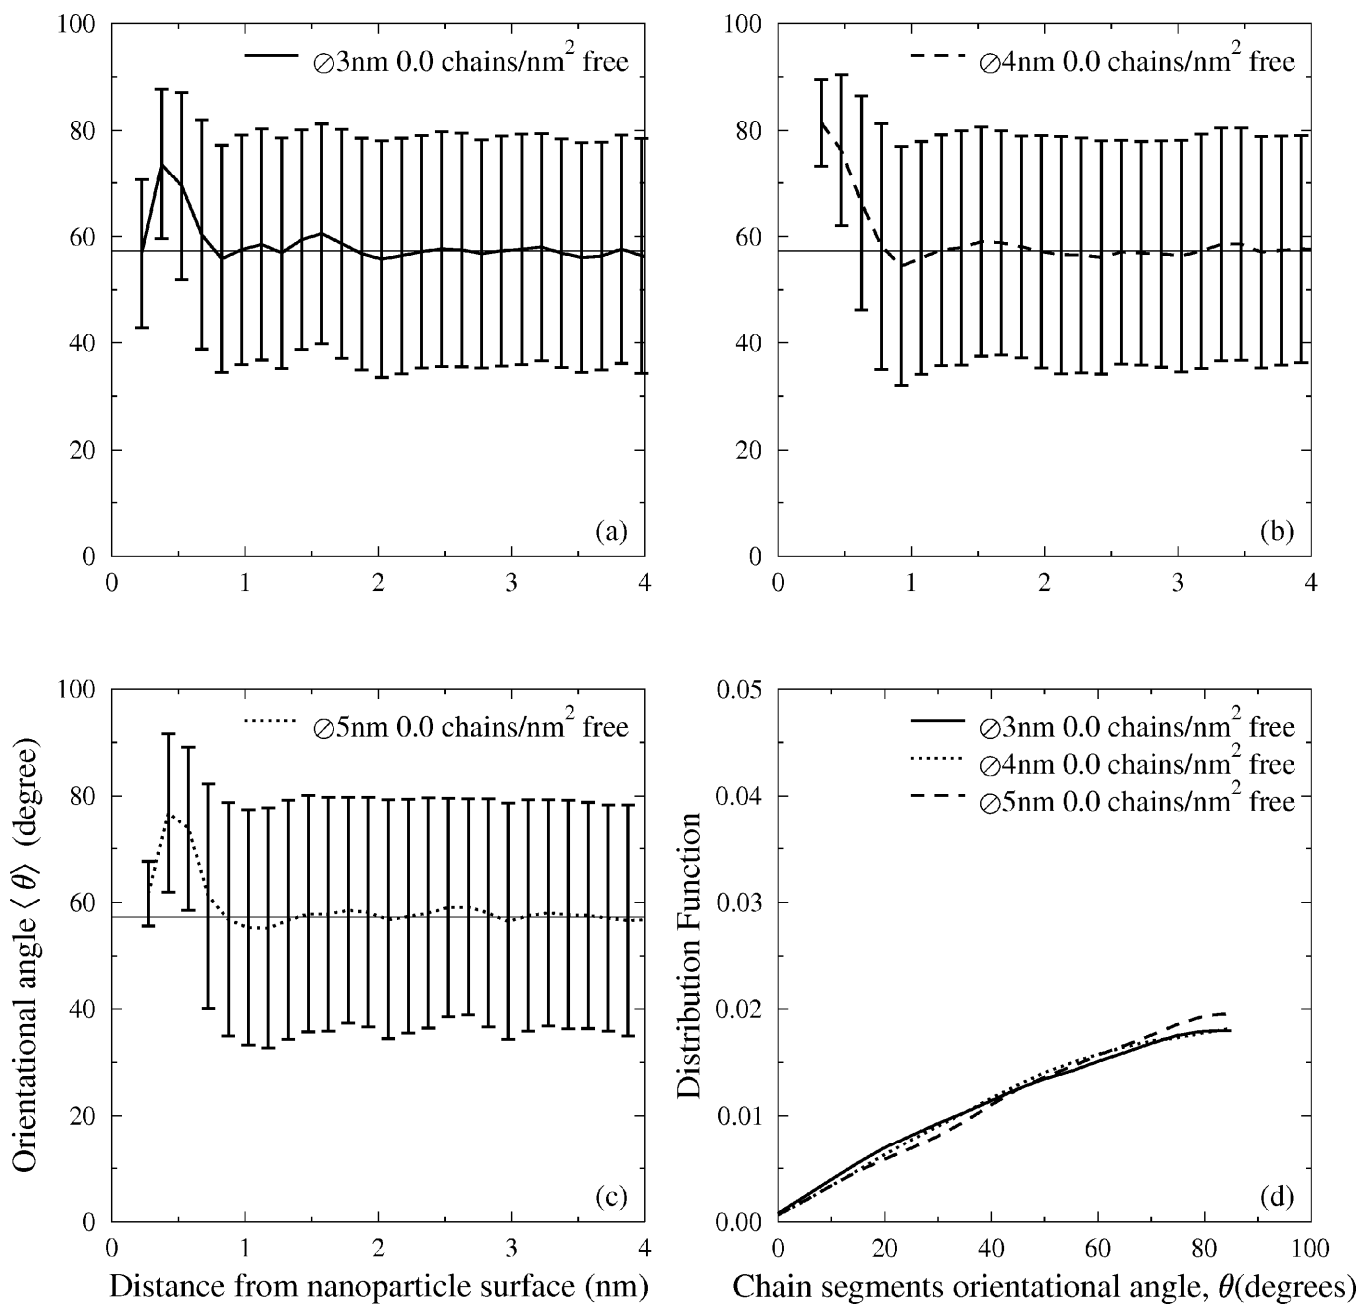 100
80
60
40
20
0
⊘3nm 0.0 chains/nm² free
(a)
0 1 2 3 4
100
80
60
40
20
0
⊘4nm 0.0 chains/nm² free
(b)
0 1 2 3 4
Orientational angle ⟨ θ⟩ (degree)
100
80
60
40
20
0
⊘5nm 0.0 chains/nm² free
(c)
0 1 2 3 4
Distance from nanoparticle surface (nm)
Distribution Function
0.05
0.04
0.03
0.02
0.01
0.00
⊘3nm 0.0 chains/nm² free
⊘4nm 0.0 chains/nm² free
⊘5nm 0.0 chains/nm² free
(d)
0 20 40 60 80 100
Chain segments orientational angle, θ(degrees)